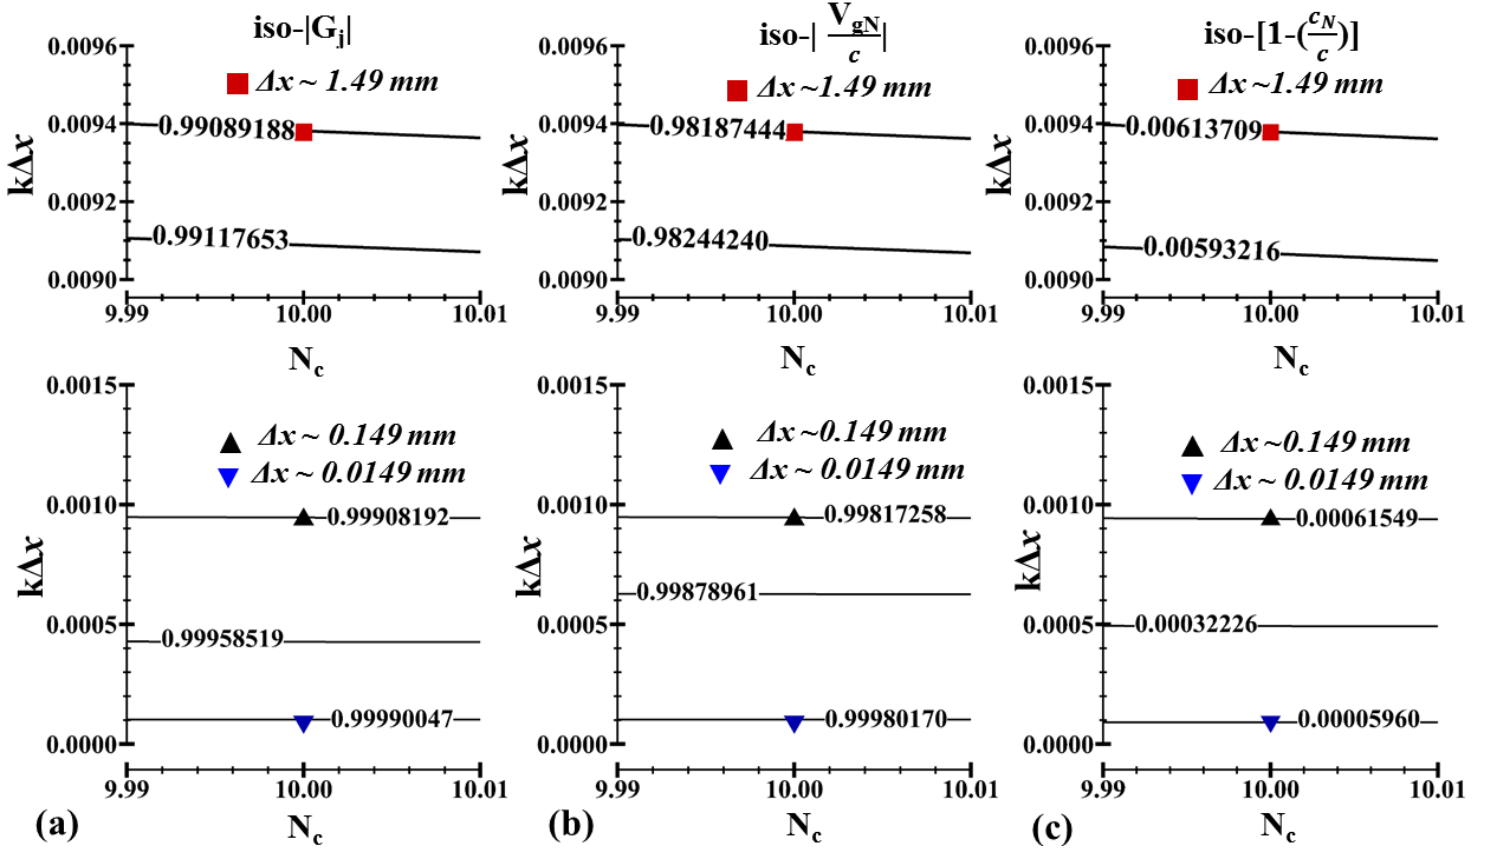 iso-|G_j|
Δx ~ 1.49 mm
0.0096
0.0094
0.0092
0.0090
kΔx
0.99089188
0.99117653
9.99 10.00 10.01
N_c
iso-| V_gN/c |
Δx ~1.49 mm
0.0096
0.0094
0.0092
0.0090
kΔx
0.98187444
0.98244240
9.99 10.00 10.01
N_c
iso-[1-(c_N/c)]
Δx ~1.49 mm
0.0096
0.0094
0.0092
0.0090
kΔx
0.00613709
0.00593216
9.99 10.00 10.01
N_c
0.0015
0.0010
0.0005
0.0000
kΔx
Δx ~ 0.149 mm
Δx ~ 0.0149 mm
0.99908192
0.99958519
0.99990047
9.99 10.00 10.01
(a)
N_c
0.0015
0.0010
0.0005
0.0000
kΔx
Δx ~0.149 mm
Δx ~ 0.0149 mm
0.99817258
0.99878961
0.99980170
9.99 10.00 10.01
(b)
N_c
0.0015
0.0010
0.0005
0.0000
kΔx
Δx ~0.149 mm
Δx ~ 0.0149 mm
0.00061549
0.00032226
0.00005960
9.99 10.00 10.01
(c)
N_c